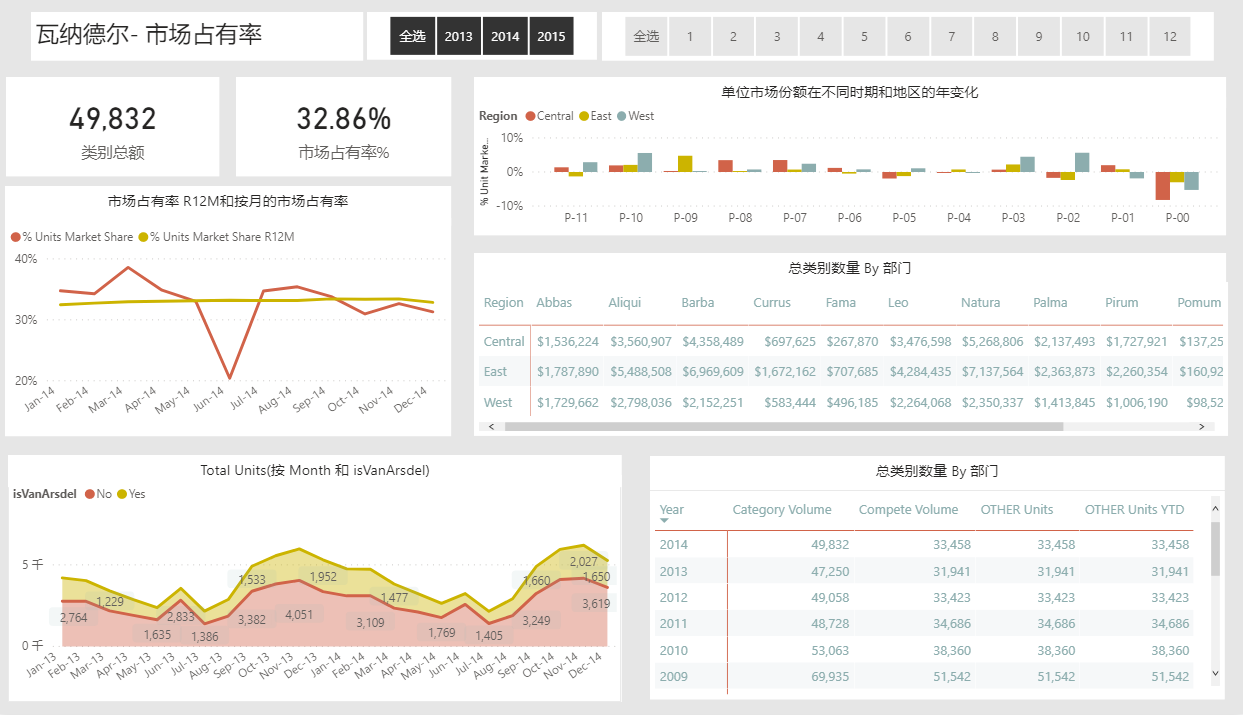 瓦纳德尔- 市场占有率
全选 2013 2014 2015
全选 1 2 3 4 5 6 7 8 9 10 11 12
49,832
类别总额
32.86%
市场占有率%
单位市场份额在不同时期和地区的年变化
Region Central East West
% Unit Marke...
10%
0%
-10%
P-11 P-10 P-09 P-08 P-07 P-06 P-05 P-04 P-03 P-02 P-01 P-00
市场占有率 R12M和按月的市场占有率
% Units Market Share % Units Market Share R12M
40%
30%
20%
Jan-14 Feb-14 Mar-14 Apr-14 May-14 Jun-14 Jul-14 Aug-14 Sep-14 Oct-14 Nov-14 Dec-14
总类别数量 By 部门
Region Abbas Aliqui Barba Currus Fama Leo Natura Palma Pirum Pomum
Central $1,536,224 $3,560,907 $4,358,489 $697,625 $267,870 $3,476,598 $5,268,806 $2,137,493 $1,727,921 $137,25
East $1,787,890 $5,488,508 $6,969,609 $1,672,162 $707,685 $4,284,435 $7,137,564 $2,363,873 $2,260,354 $160,92
West $1,729,662 $2,798,036 $2,152,251 $583,444 $496,185 $2,264,068 $2,350,337 $1,413,845 $1,006,190 $98,52
Total Units(按 Month 和 isVanArsdel)
isVanArsdel No Yes
5 千
0 千
1,229 1,533 1,952 1,477 1,660 2,027 1,650
2,764 1,635 2,833 1,386 3,382 4,051 3,109 1,769 1,405 3,249 3,619
Jan-13 Feb-13 Mar-13 Apr-13 May-13 Jun-13 Jul-13 Aug-13 Sep-13 Oct-13 Nov-13 Dec-13 Jan-14 Feb-14 Mar-14 Apr-14 May-14 Jun-14 Jul-14 Aug-14 Sep-14 Oct-14 Nov-14 Dec-14
总类别数量 By 部门
Year Category Volume Compete Volume OTHER Units OTHER Units YTD
2014 49,832 33,458 33,458 33,458
2013 47,250 31,941 31,941 31,941
2012 49,058 33,423 33,423 33,423
2011 48,728 34,686 34,686 34,686
2010 53,063 38,360 38,360 38,360
2009 69,935 51,542 51,542 51,542